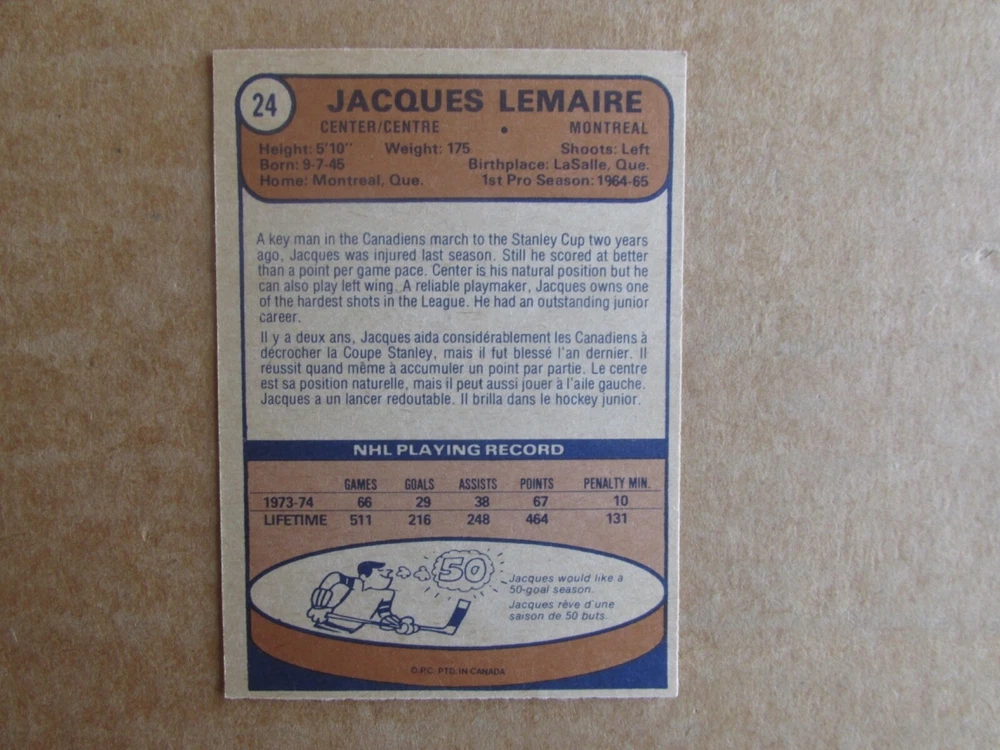 24
JACQUES LEMAIRE
CENTER/CENTRE • MONTREAL
Height: 5'10" Weight: 175 Shoots: Left
Born: 9-7-45 Birthplace: LaSalle, Que.
Home: Montreal, Que. 1st Pro Season: 1964-65
A key man in the Canadiens march to the Stanley Cup two years
ago, Jacques was injured last season. Still he scored at better
than a point per game pace. Center is his natural position but he
can also play left wing. A reliable playmaker, Jacques owns one
of the hardest shots in the League. He had an outstanding junior
career.
Il y a deux ans, Jacques aida considérablement les Canadiens à
décrocher la Coupe Stanley, mais il fut blessé l'an dernier. Il
réussit quand même à accumuler un point par partie. Le centre
est sa position naturelle, mais il peut aussi jouer à l'aile gauche.
Jacques a un lancer redoutable. Il brilla dans le hockey junior.
NHL PLAYING RECORD
GAMES GOALS ASSISTS POINTS PENALTY MIN.
1973-74 66 29 38 67 10
LIFETIME 511 216 248 464 131
50
Jacques would like a
50-goal season.
Jacques rêve d'une
saison de 50 buts.
O.P.C. PTD. IN CANADA